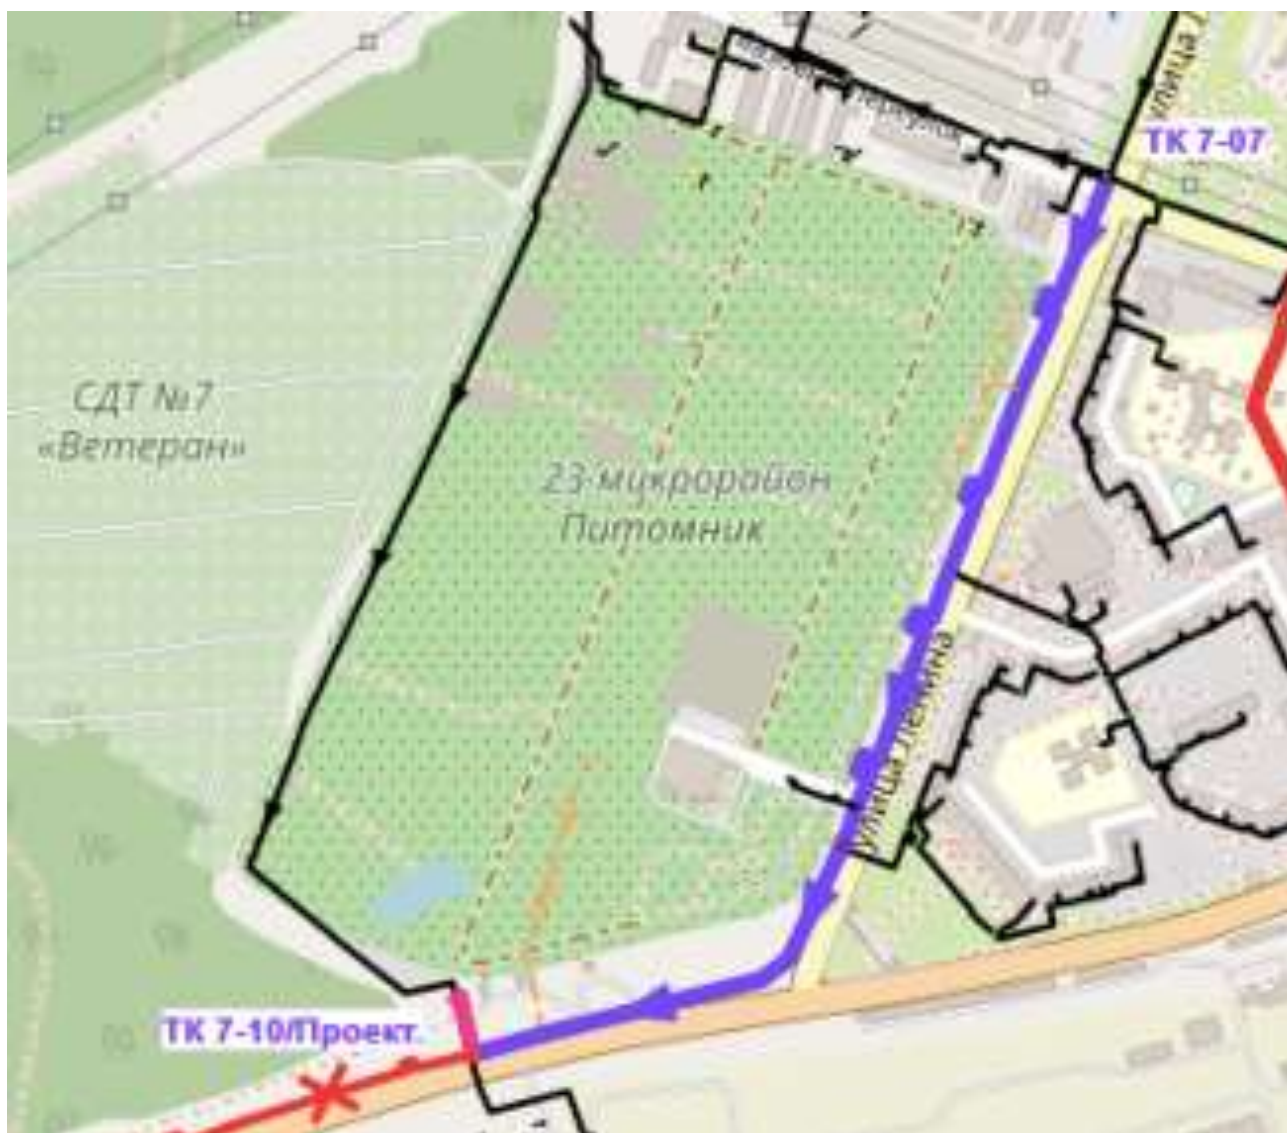 ТК 7-07
СДТ №7
«Ветеран»
23 микрорайон
Питомник
улица Ленина
ТК 7-10/Проект.